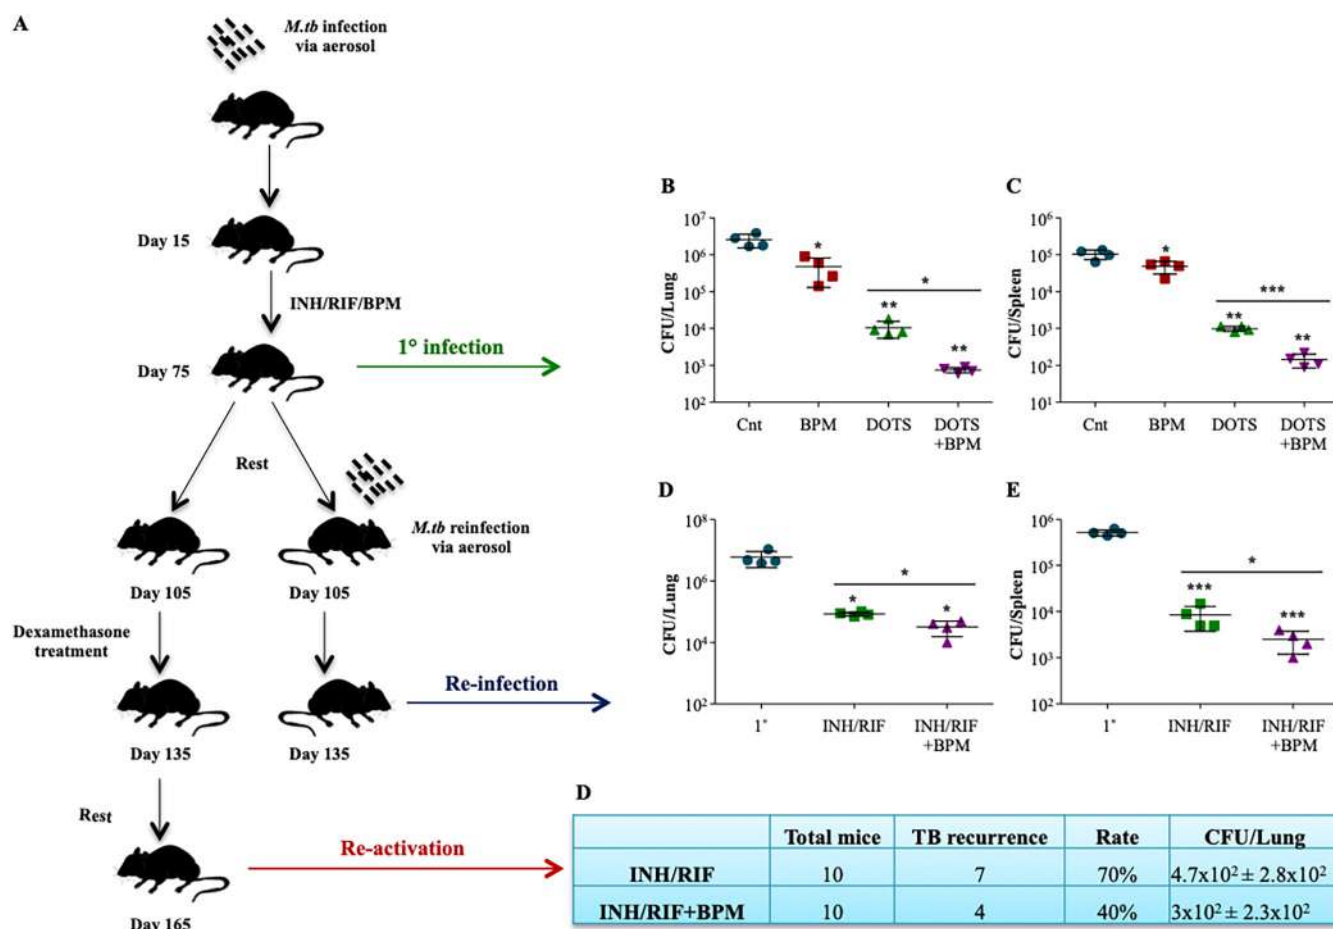 A
M.tb infection
via aerosol
Day 15
INH/RIF/BPM
Day 75
1° infection
Rest
M.tb reinfection
via aerosol
Day 105
Day 105
Dexamethasone
treatment
Day 135
Day 135
Re-infection
Rest
Day 165
Re-activation
B
CFU/Lung
10⁷
10⁶
10⁵
10⁴
10³
10²
*
**
**
*
Cnt
BPM
DOTS
DOTS
+BPM
C
CFU/Spleen
10⁶
10⁵
10⁴
10³
10²
10¹
*
**
**
***
Cnt
BPM
DOTS
DOTS
+BPM
D
CFU/Lung
10⁸
10⁶
10⁴
10²
*
*
*
1°
INH/RIF
INH/RIF
+BPM
E
CFU/Spleen
10⁶
10⁵
10⁴
10³
10²
***
***
*
1°
INH/RIF
INH/RIF
+BPM
D
Total mice TB recurrence Rate CFU/Lung
INH/RIF 10 7 70% 4.7x10² ± 2.8x10²
INH/RIF+BPM 10 4 40% 3x10² ± 2.3x10²